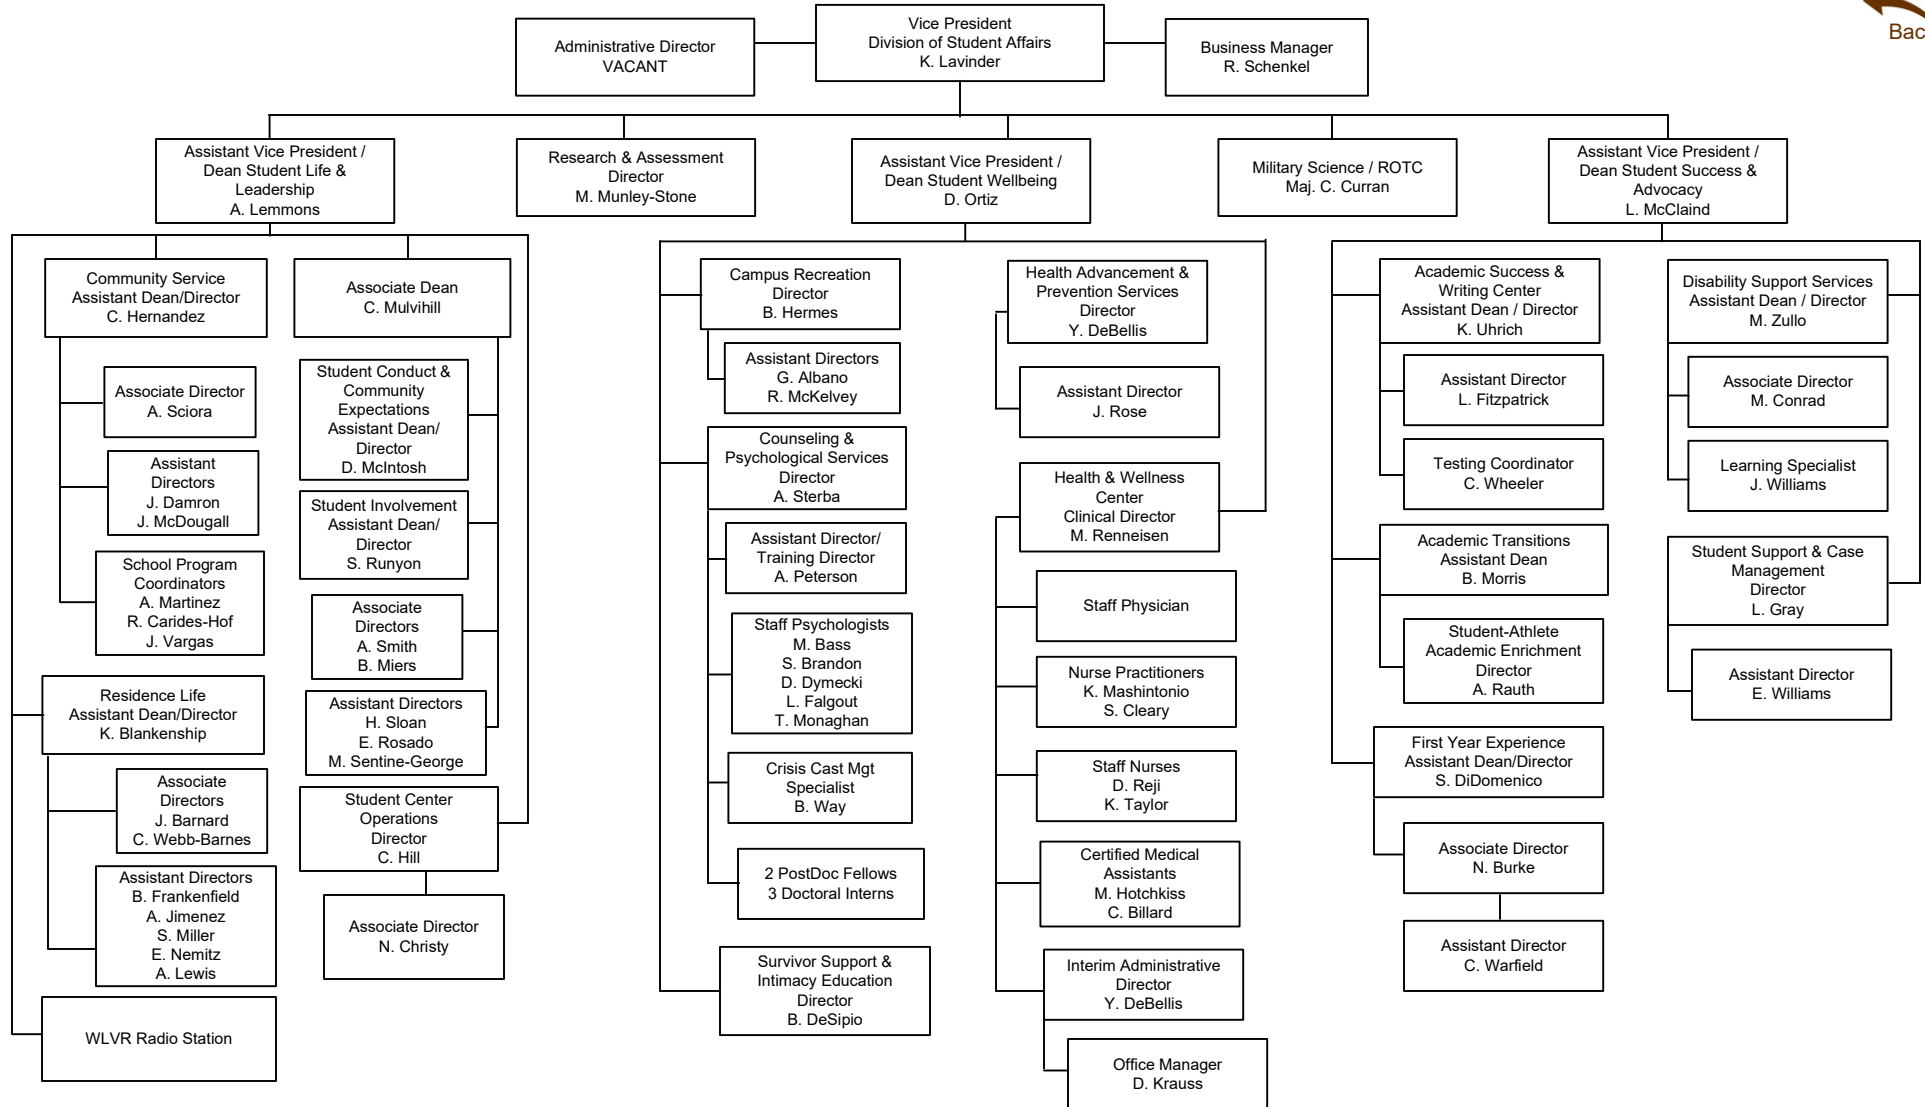 Administrative Director
VACANT
Vice President
Division of Student Affairs
K. Lavinder
Business Manager
R. Schenkel
Bac
Assistant Vice President /
Dean Student Life &
Leadership
A. Lemmons
Research & Assessment
Director
M. Munley-Stone
Assistant Vice President /
Dean Student Wellbeing
D. Ortiz
Military Science / ROTC
Maj. C. Curran
Assistant Vice President /
Dean Student Success &
Advocacy
L. McClaind
Community Service
Assistant Dean/Director
C. Hernandez
Associate Director
A. Sciora
Assistant
Directors
J. Damron
J. McDougall
School Program
Coordinators
A. Martinez
R. Carides-Hof
J. Vargas
Residence Life
Assistant Dean/Director
K. Blankenship
Associate
Directors
J. Barnard
C. Webb-Barnes
Assistant Directors
B. Frankenfield
A. Jimenez
S. Miller
E. Nemitz
A. Lewis
WLVR Radio Station
Associate Dean
C. Mulvihill
Student Conduct &
Community
Expectations
Assistant Dean/
Director
D. McIntosh
Student Involvement
Assistant Dean/
Director
S. Runyon
Associate
Directors
A. Smith
B. Miers
Assistant Directors
H. Sloan
E. Rosado
M. Sentine-George
Student Center
Operations
Director
C. Hill
Associate Director
N. Christy
Campus Recreation
Director
B. Hermes
Assistant Directors
G. Albano
R. McKelvey
Counseling &
Psychological Services
Director
A. Sterba
Assistant Director/
Training Director
A. Peterson
Staff Psychologists
M. Bass
S. Brandon
D. Dymecki
L. Falgout
T. Monaghan
Crisis Cast Mgt
Specialist
B. Way
2 PostDoc Fellows
3 Doctoral Interns
Survivor Support &
Intimacy Education
Director
B. DeSipio
Health Advancement &
Prevention Services
Director
Y. DeBellis
Assistant Director
J. Rose
Health & Wellness
Center
Clinical Director
M. Renneisen
Staff Physician
Nurse Practitioners
K. Mashintonio
S. Cleary
Staff Nurses
D. Reji
K. Taylor
Certified Medical
Assistants
M. Hotchkiss
C. Billard
Interim Administrative
Director
Y. DeBellis
Office Manager
D. Krauss
Academic Success &
Writing Center
Assistant Dean / Director
K. Uhrich
Assistant Director
L. Fitzpatrick
Testing Coordinator
C. Wheeler
Academic Transitions
Assistant Dean
B. Morris
Student-Athlete
Academic Enrichment
Director
A. Rauth
First Year Experience
Assistant Dean/Director
S. DiDomenico
Associate Director
N. Burke
Assistant Director
C. Warfield
Disability Support Services
Assistant Dean / Director
M. Zullo
Associate Director
M. Conrad
Learning Specialist
J. Williams
Student Support & Case
Management
Director
L. Gray
Assistant Director
E. Williams